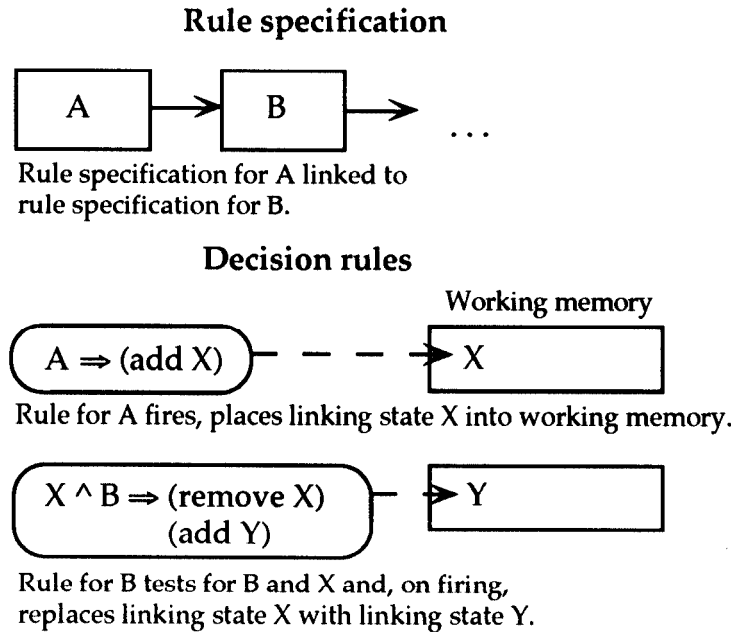 Rule specification
A B ...
Rule specification for A linked to
rule specification for B.
Decision rules
Working memory
A ⇒ (add X) X
Rule for A fires, places linking state X into working memory.
X ^ B ⇒ (remove X) Y
(add Y)
Rule for B tests for B and X and, on firing,
replaces linking state X with linking state Y.